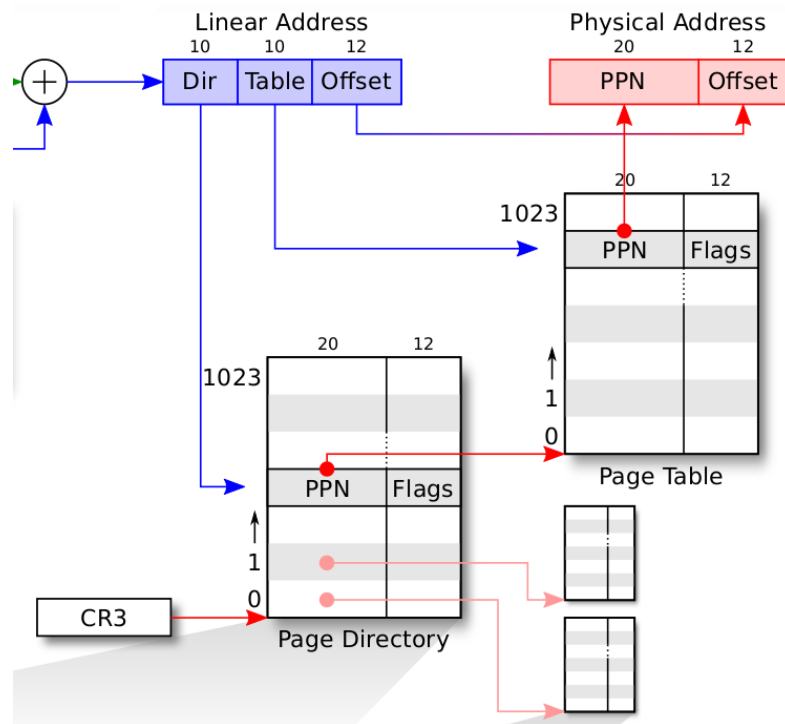 Linear Address
Physical Address
10 10 12
20 12
Dir Table Offset
PPN Offset
20 12
1023
PPN Flags
1
0
Page Table
20 12
1023
PPN Flags
1
0
CR3
Page Directory